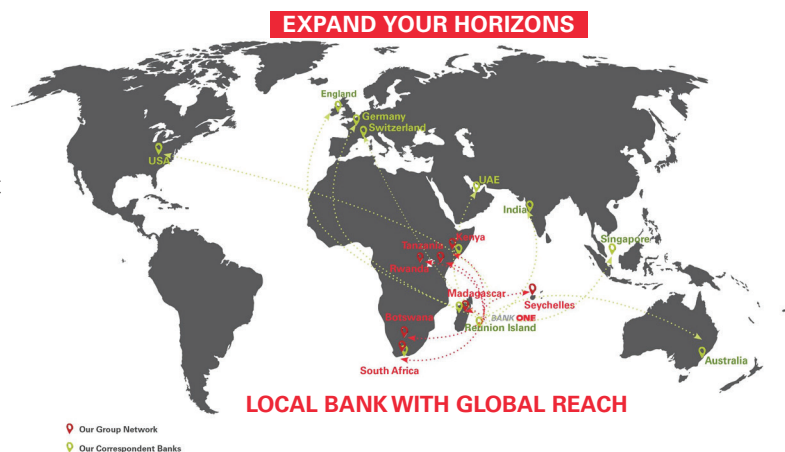 EXPAND YOUR HORIZONS
England
Germany
Switzerland
USA
UAE
India
Kenya
Tanzania
Singapore
Rwanda
Madagascar
Seychelles
BANK ONE
Reunion Island
Botswana
Australia
South Africa
LOCAL BANK WITH GLOBAL REACH
Our Group Network
Our Correspondent Banks